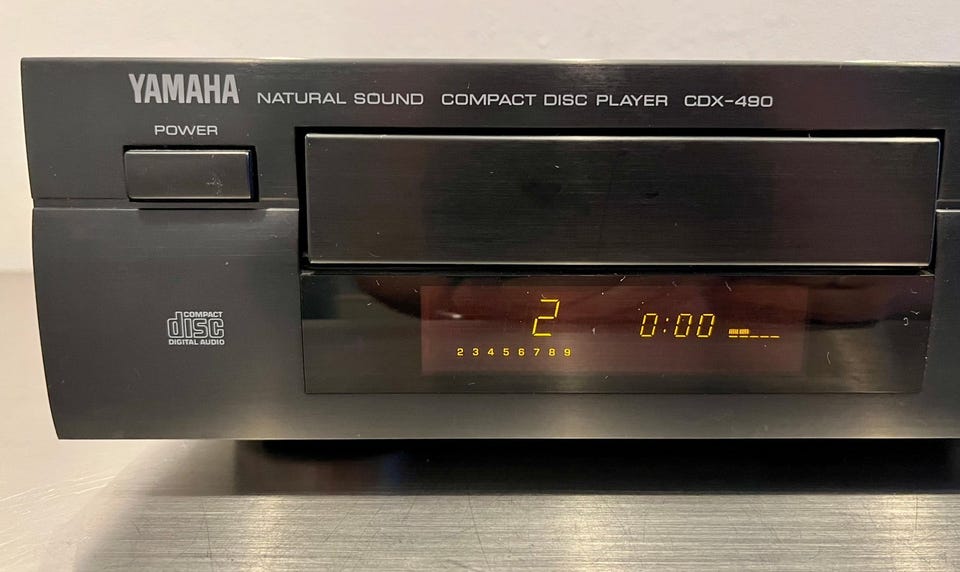 YAMAHA NATURAL SOUND COMPACT DISC PLAYER CDX-490
POWER
COMPACT
disc
DIGITAL AUDIO
2 0:00
2 3 4 5 6 7 8 9